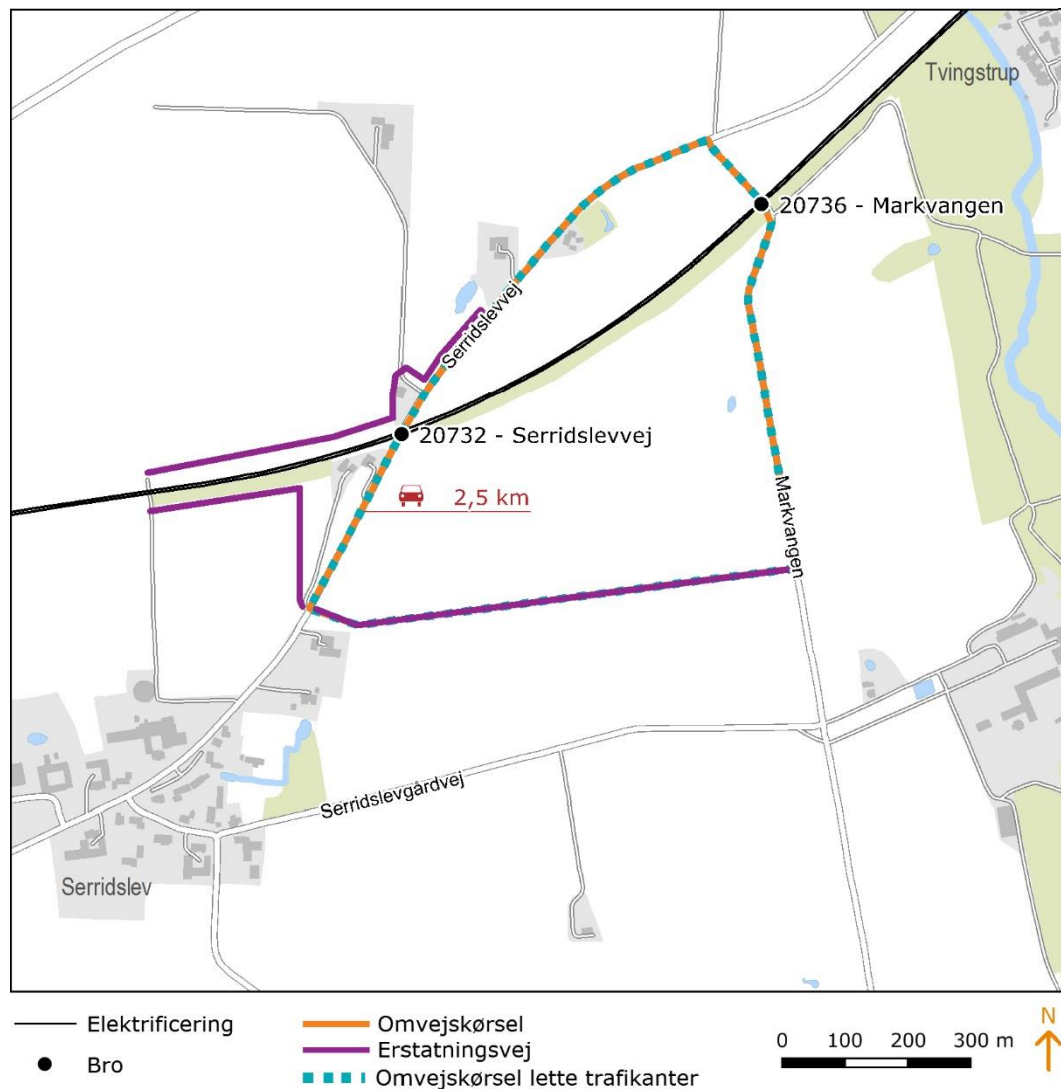 Tvingstrup
20736 - Markvangen
Serridslevvej
20732 - Serridslevvej
2,5 km
Markvangen
Serridslevgårdvej
Serridslev
Elektrificering
Bro
Omvejskørsel
Erstatningsvej
Omvejskørsel lette trafikanter
0 100 200 300 m
N